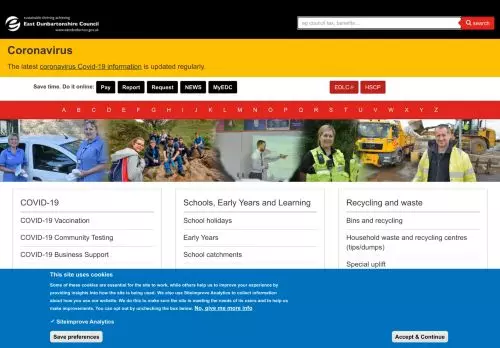 sustainable thriving achieving
East Dunbartonshire Council
www.eastdunbarton.gov.uk
eg council tax, benefits...
search
Coronavirus
The latest coronavirus Covid-19 information is updated regularly.
Save time. Do it online: Pay Report Request NEWS MyEDC EDLC HSCP
A B C D E F G H I J K L M N O P Q R S T U V W X Y Z
COVID-19
COVID-19 Vaccination
COVID-19 Community Testing
COVID-19 Business Support
Schools, Early Years and Learning
School holidays
Early Years
School catchments
Recycling and waste
Bins and recycling
Household waste and recycling centres
(tips/dumps)
Special uplift
This site uses cookies
Some of these cookies are essential for the site to work, while others help us to improve your experience by
providing insights into how the site is being used. We also use Siteimprove Analytics to collect information
about how you use our website. We do this to make sure the site is meeting the needs of its users and to help us
make improvements. You can opt out by unchecking the box below. No, give me more info
✓ Siteimprove Analytics
Save preferences
Accept & Continue